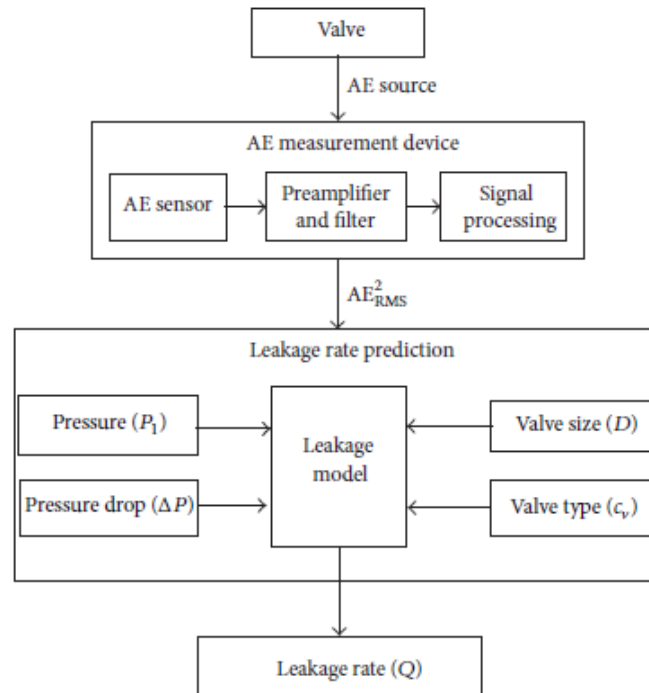 Valve
AE source
AE measurement device
AE sensor
Preamplifier
and filter
Signal
processing
AE²RMS
Leakage rate prediction
Pressure (P₁)
Pressure drop (ΔP)
Leakage
model
Valve size (D)
Valve type (cᵥ)
Leakage rate (Q)